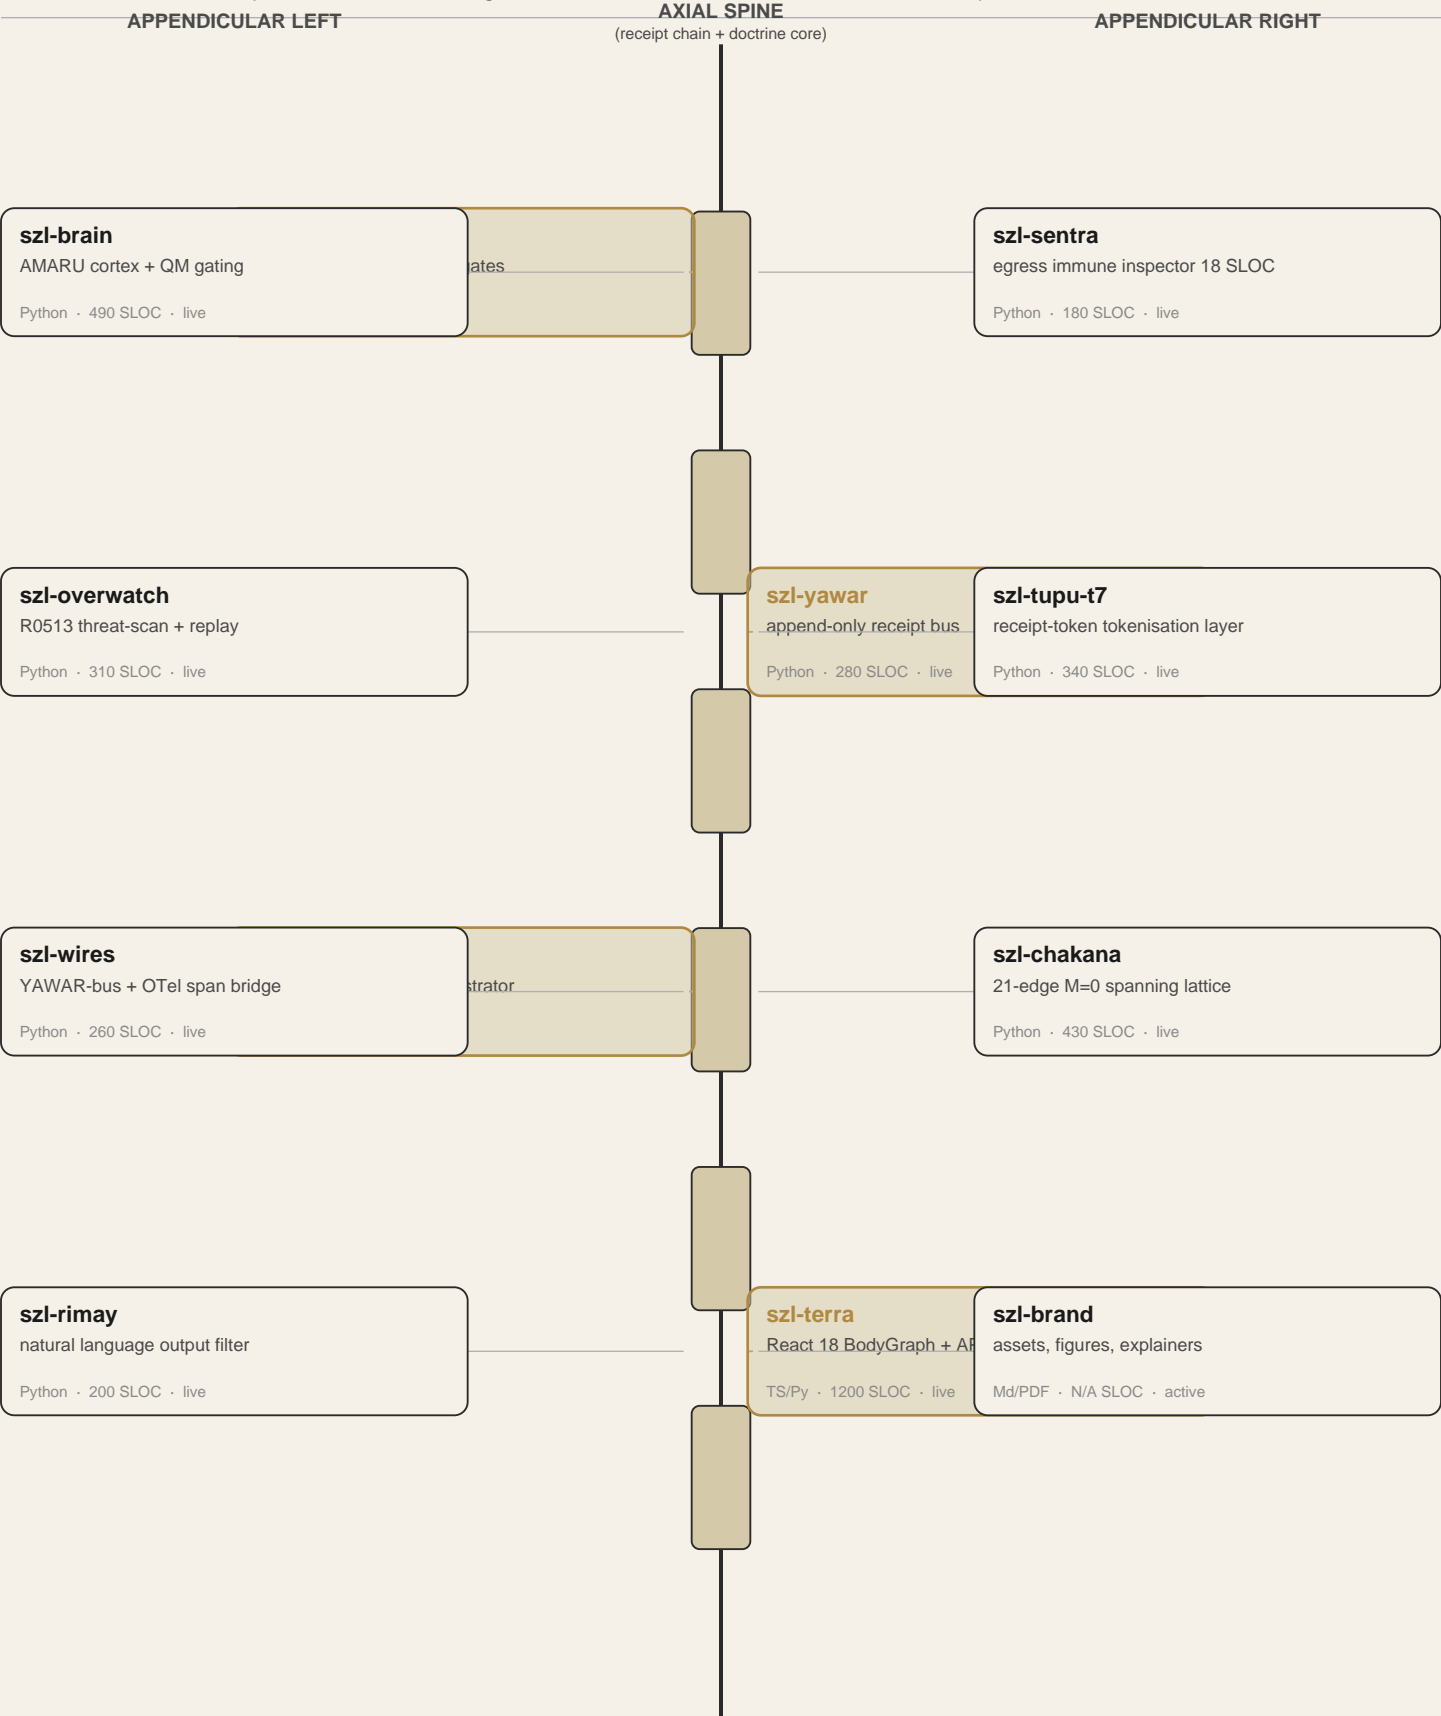 APPENDICULAR LEFT
AXIAL SPINE
(receipt chain + doctrine core)
APPENDICULAR RIGHT
szl-brain
AMARU cortex + QM gating
Python · 490 SLOC · live
szl-sentra
egress immune inspector 18 SLOC
Python · 180 SLOC · live
szl-overwatch
R0513 threat-scan + replay
Python · 310 SLOC · live
szl-yawar
append-only receipt bus
Python · 280 SLOC · live
szl-tupu-t7
receipt-token tokenisation layer
Python · 340 SLOC · live
szl-wires
YAWAR-bus + OTel span bridge
Python · 260 SLOC · live
szl-chakana
21-edge M=0 spanning lattice
Python · 430 SLOC · live
szl-rimay
natural language output filter
Python · 200 SLOC · live
szl-terra
React 18 BodyGraph +
TS/Py · 1200 SLOC · live
szl-brand
assets, figures, explainers
Md/PDF · N/A SLOC · active